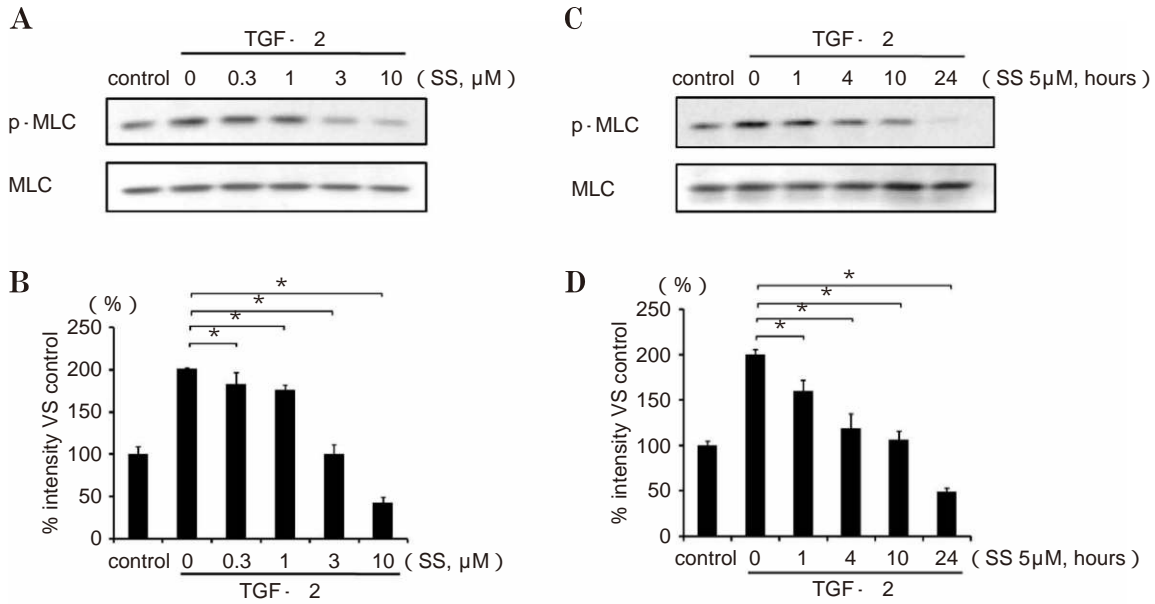 A
TGF- 2
control 0 0.3 1 3 10 (SS, µM)
p-MLC
MLC
B
(%)
* * * *
250
200
150
100
50
0
% intensity VS control
control 0 0.3 1 3 10 (SS, µM)
TGF- 2
C
TGF- 2
control 0 1 4 10 24 (SS 5µM, hours)
p-MLC
MLC
D
(%)
* * * *
250
200
150
100
50
0
% intensity VS control
control 0 1 4 10 24 (SS 5µM, hours)
TGF- 2